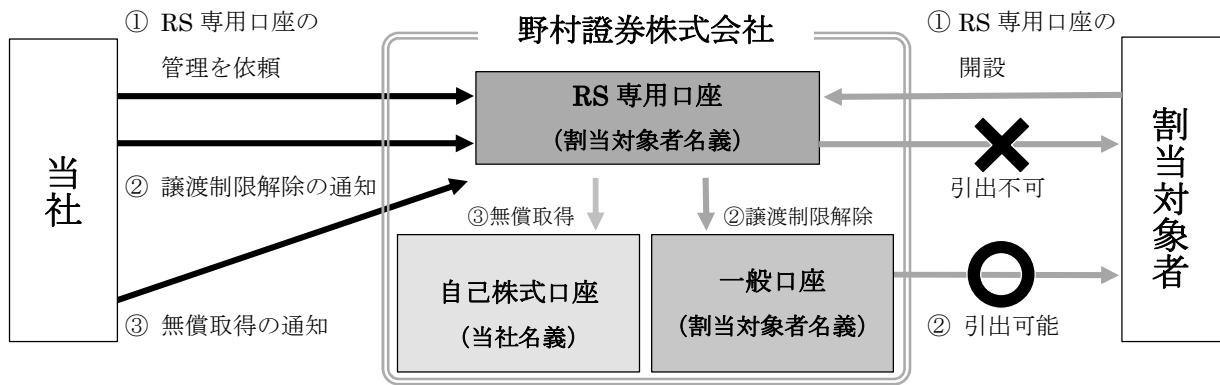 ① RS 専用口座の
管理を依頼
野村證券株式会社
① RS 専用口座の
開設
当社
RS 専用口座
（割当対象者名義）
割当対象者
② 譲渡制限解除の通知
引出不可
③無償取得
②譲渡制限解除
自己株式口座
（当社名義）
一般口座
（割当対象者名義）
③ 無償取得の通知
② 引出可能